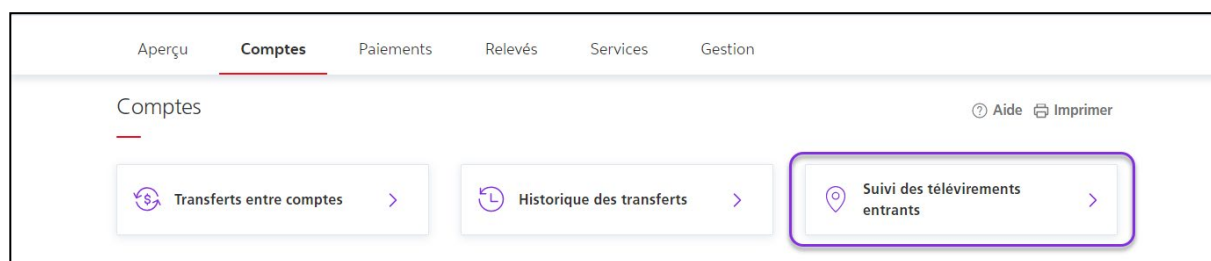 Aperçu Comptes Paiements Relevés Services Gestion
Comptes
Aide Imprimer
Transferts entre comptes
Historique des transferts
Suivi des télévirements
entrants